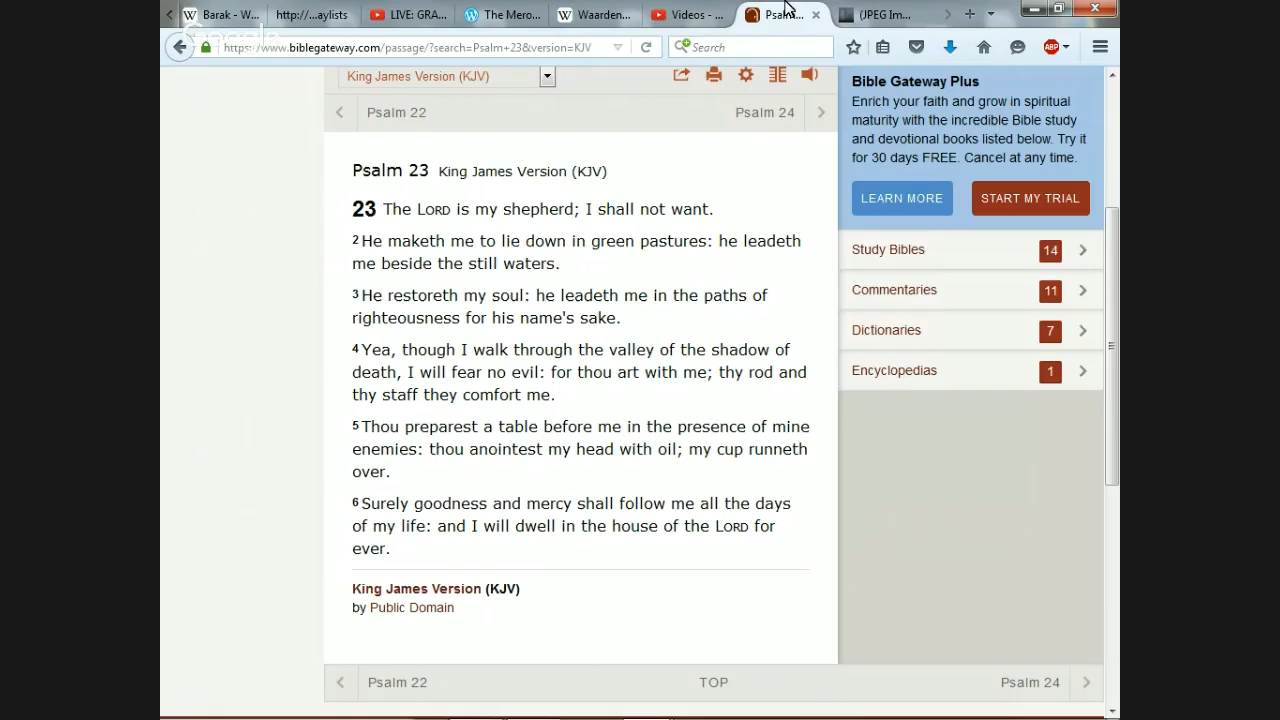 Barak - W...
http://...aylists
LIVE: GRA...
The Mero...
Waarden...
Videos - ...
Psalm...
(JPEG Im...
Google
https://www.biblegateway.com/passage/?search=Psalm+23&version=KJV
Search
ABP
King James Version (KJV)
Psalm 22
Psalm 24
Psalm 23 King James Version (KJV)
23 The LORD is my shepherd; I shall not want.
2 He maketh me to lie down in green pastures: he leadeth
me beside the still waters.
3 He restoreth my soul: he leadeth me in the paths of
righteousness for his name's sake.
4 Yea, though I walk through the valley of the shadow of
death, I will fear no evil: for thou art with me; thy rod and
thy staff they comfort me.
5 Thou preparest a table before me in the presence of mine
enemies: thou anointest my head with oil; my cup runneth
over.
6 Surely goodness and mercy shall follow me all the days
of my life: and I will dwell in the house of the LORD for
ever.
King James Version (KJV)
by Public Domain
Psalm 22
TOP
Psalm 24
Bible Gateway Plus
Enrich your faith and grow in spiritual
maturity with the incredible Bible study
and devotional books listed below. Try it
for 30 days FREE. Cancel at any time.
LEARN MORE
START MY TRIAL
Study Bibles 14
Commentaries 11
Dictionaries 7
Encyclopedias 1